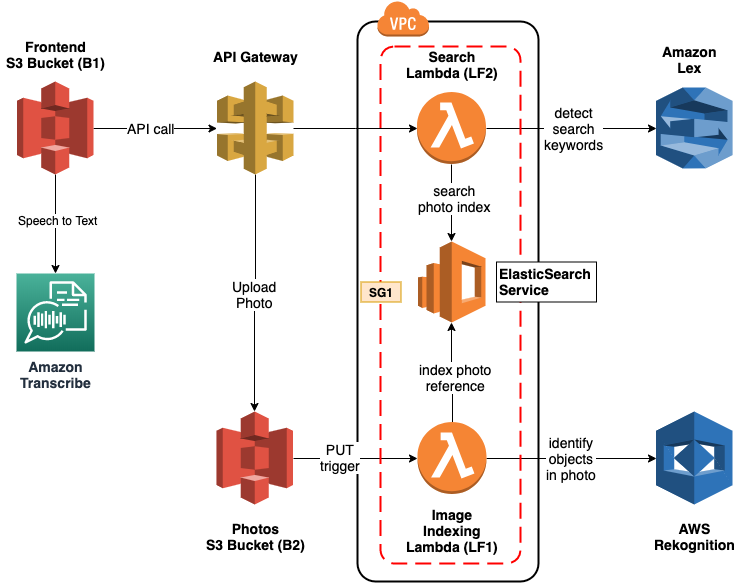 VPC
Frontend
S3 Bucket (B1)
API Gateway
Search
Lambda (LF2)
Amazon
Lex
API call
detect
search
keywords
search
photo index
Speech to Text
ElasticSearch
Service
SG1
Upload
Photo
Amazon
Transcribe
index photo
reference
PUT
trigger
identify
objects
in photo
Photos
S3 Bucket (B2)
Image
Indexing
Lambda (LF1)
AWS
Rekognition